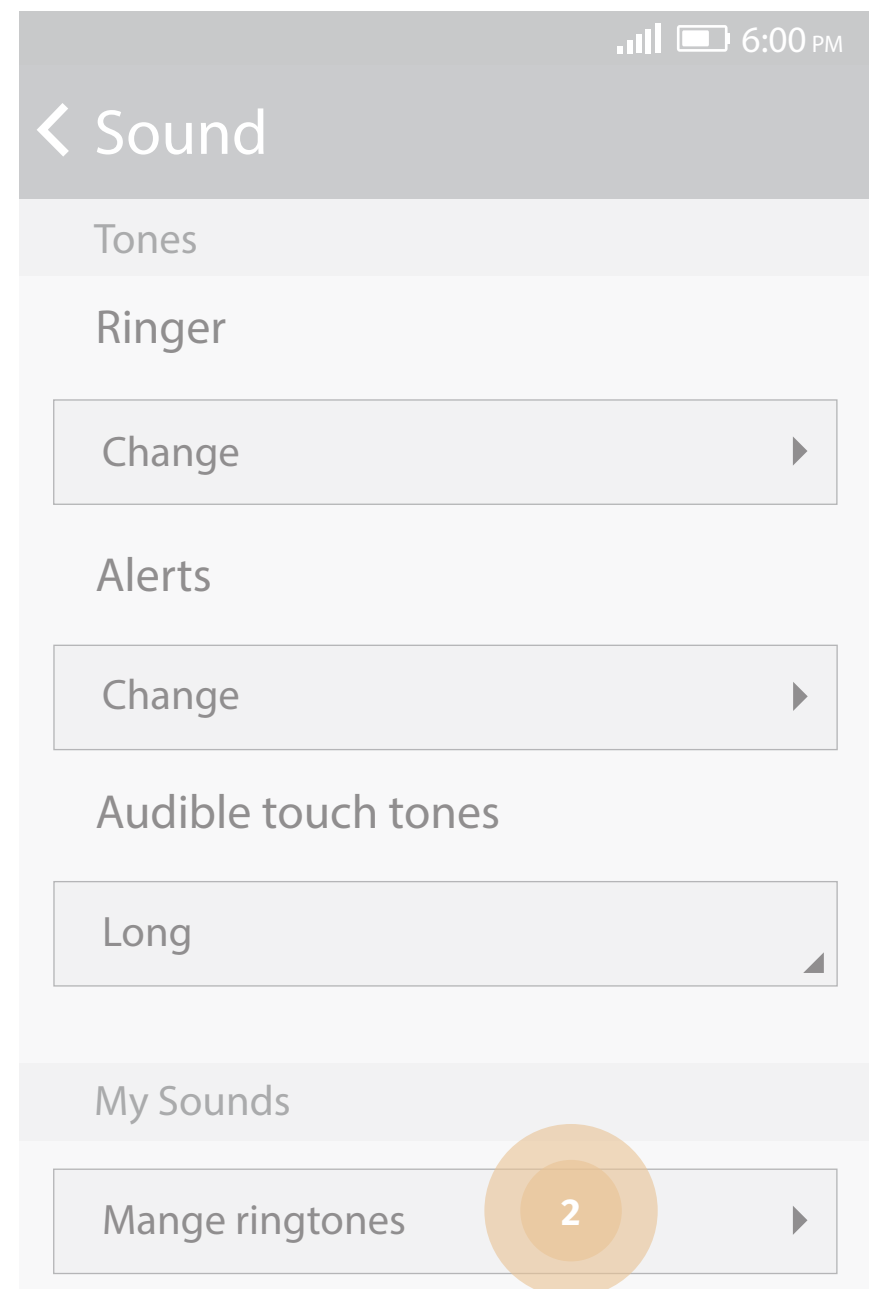 6:00 PM
Sound
Tones
Ringer
Change
Alerts
Change
Audible touch tones
Long
My Sounds
Mange ringtones
2